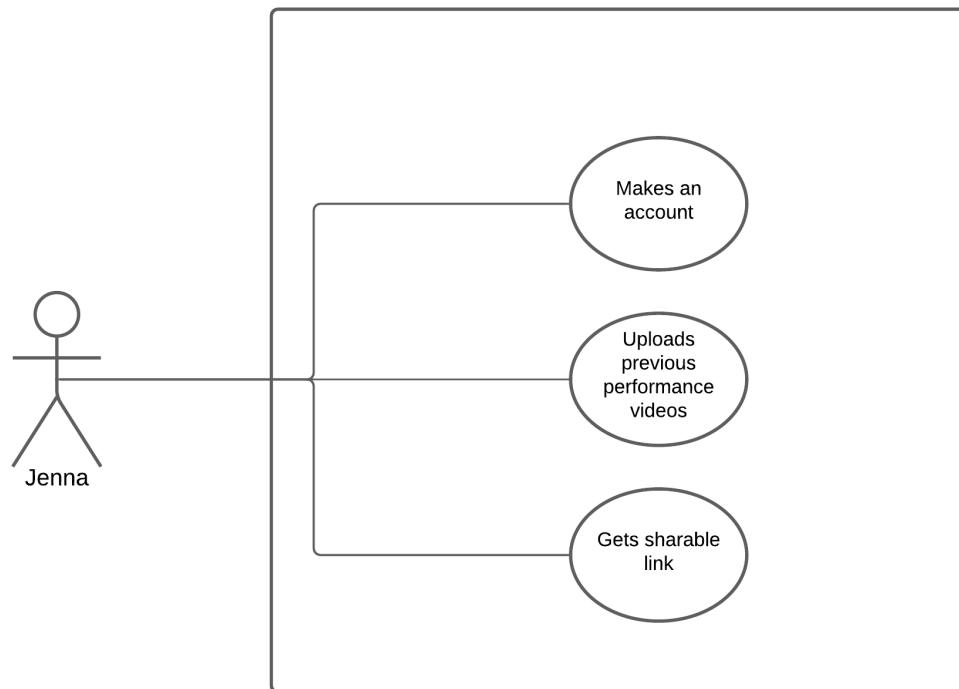 Makes an
account
Uploads
previous
performance
videos
Jenna
Gets sharable
link